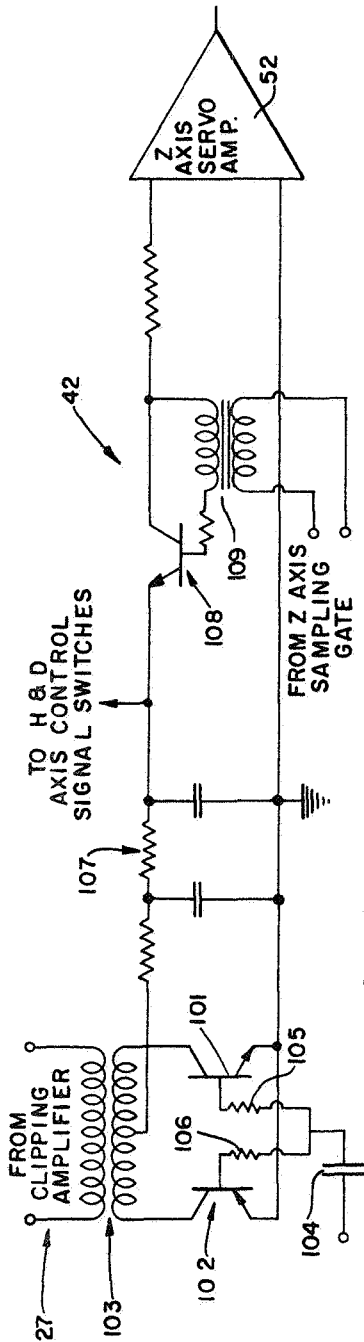 FROM
CLIPPING
AMPLIFIER
27
103
102
106
105
101
104
107
TO H & D
AXIS CONTROL
SIGNAL SWITCHES
108
109
42
FROM Z AXIS
SAMPLING
GATE
Z
AXIS
SERVO
AMP.
52